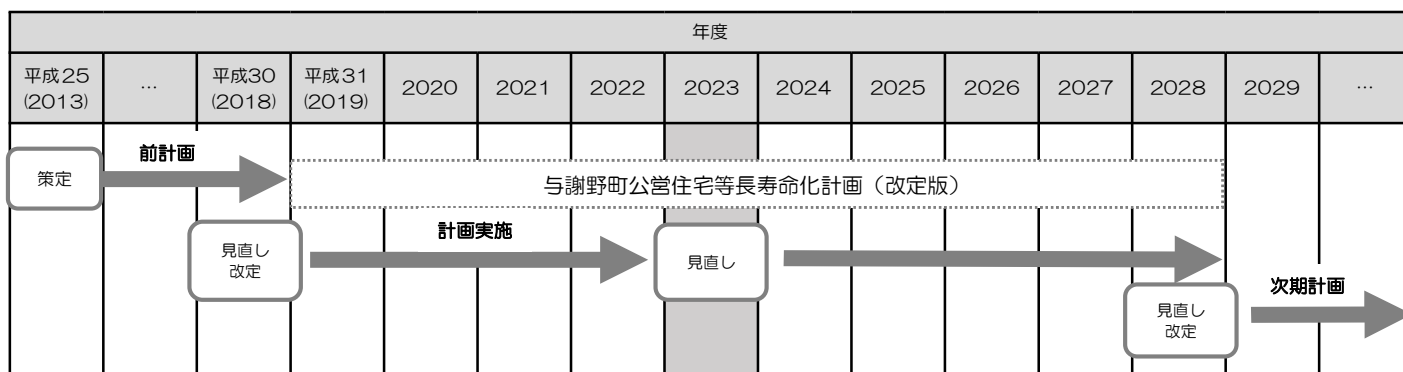 年度
平成25
(2013)
…
平成30
(2018)
平成31
(2019)
2020
2021
2022
2023
2024
2025
2026
2027
2028
2029
…
前計画
策定
与謝野町公営住宅等長寿命化計画（改定版）
見直し
改定
計画実施
見直し
見直し
改定
次期計画